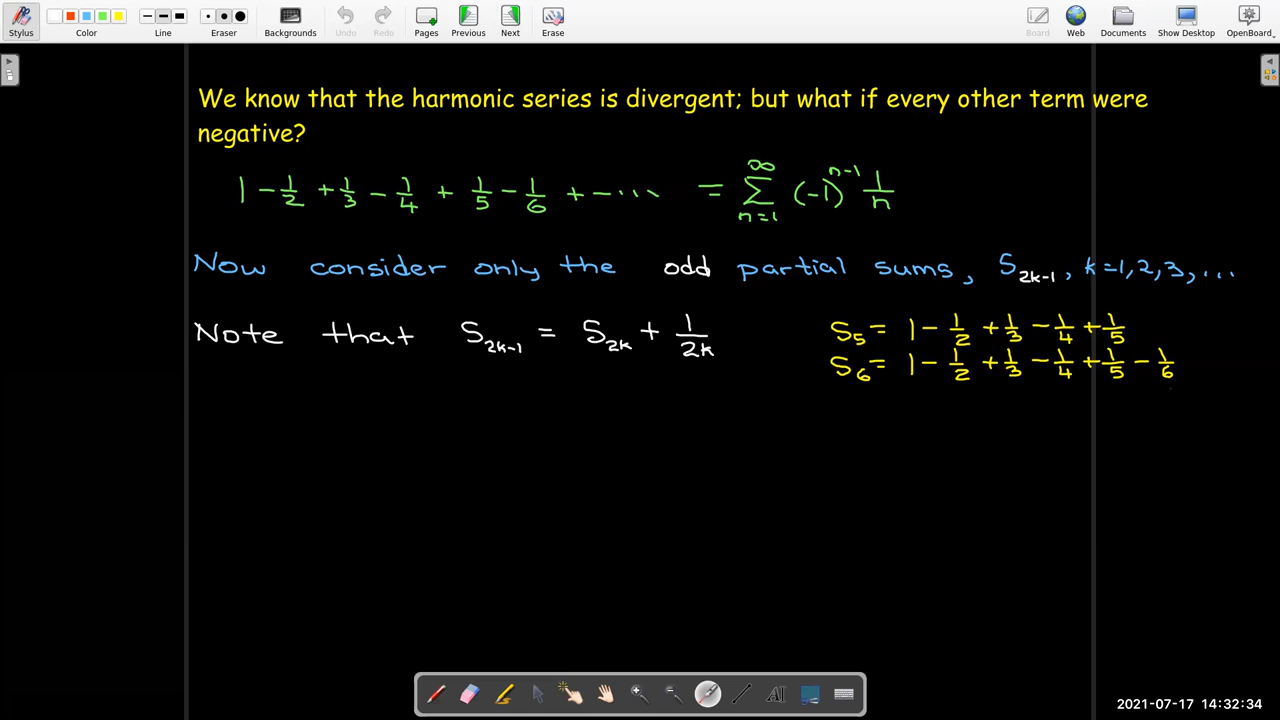 Stylus Color Line Eraser Backgrounds Undo Redo Pages Previous Next Erase Board Web Documents Show Desktop OpenBoard
We know that the harmonic series is divergent; but what if every other term were
negative?
1 - 1/2 + 1/3 - 1/4 + 1/5 - 1/6 + - ··· = ∑_{n=1}^{∞} (-1)^{n-1} 1/n
Now consider only the odd partial sums, S_{2k-1}, k=1,2,3,...
Note that S_{2k-1} = S_{2k} + 1/2k
S_5 = 1 - 1/2 + 1/3 - 1/4 + 1/5
S_6 = 1 - 1/2 + 1/3 - 1/4 + 1/5 - 1/6
AI
2021-07-17 14:32:34